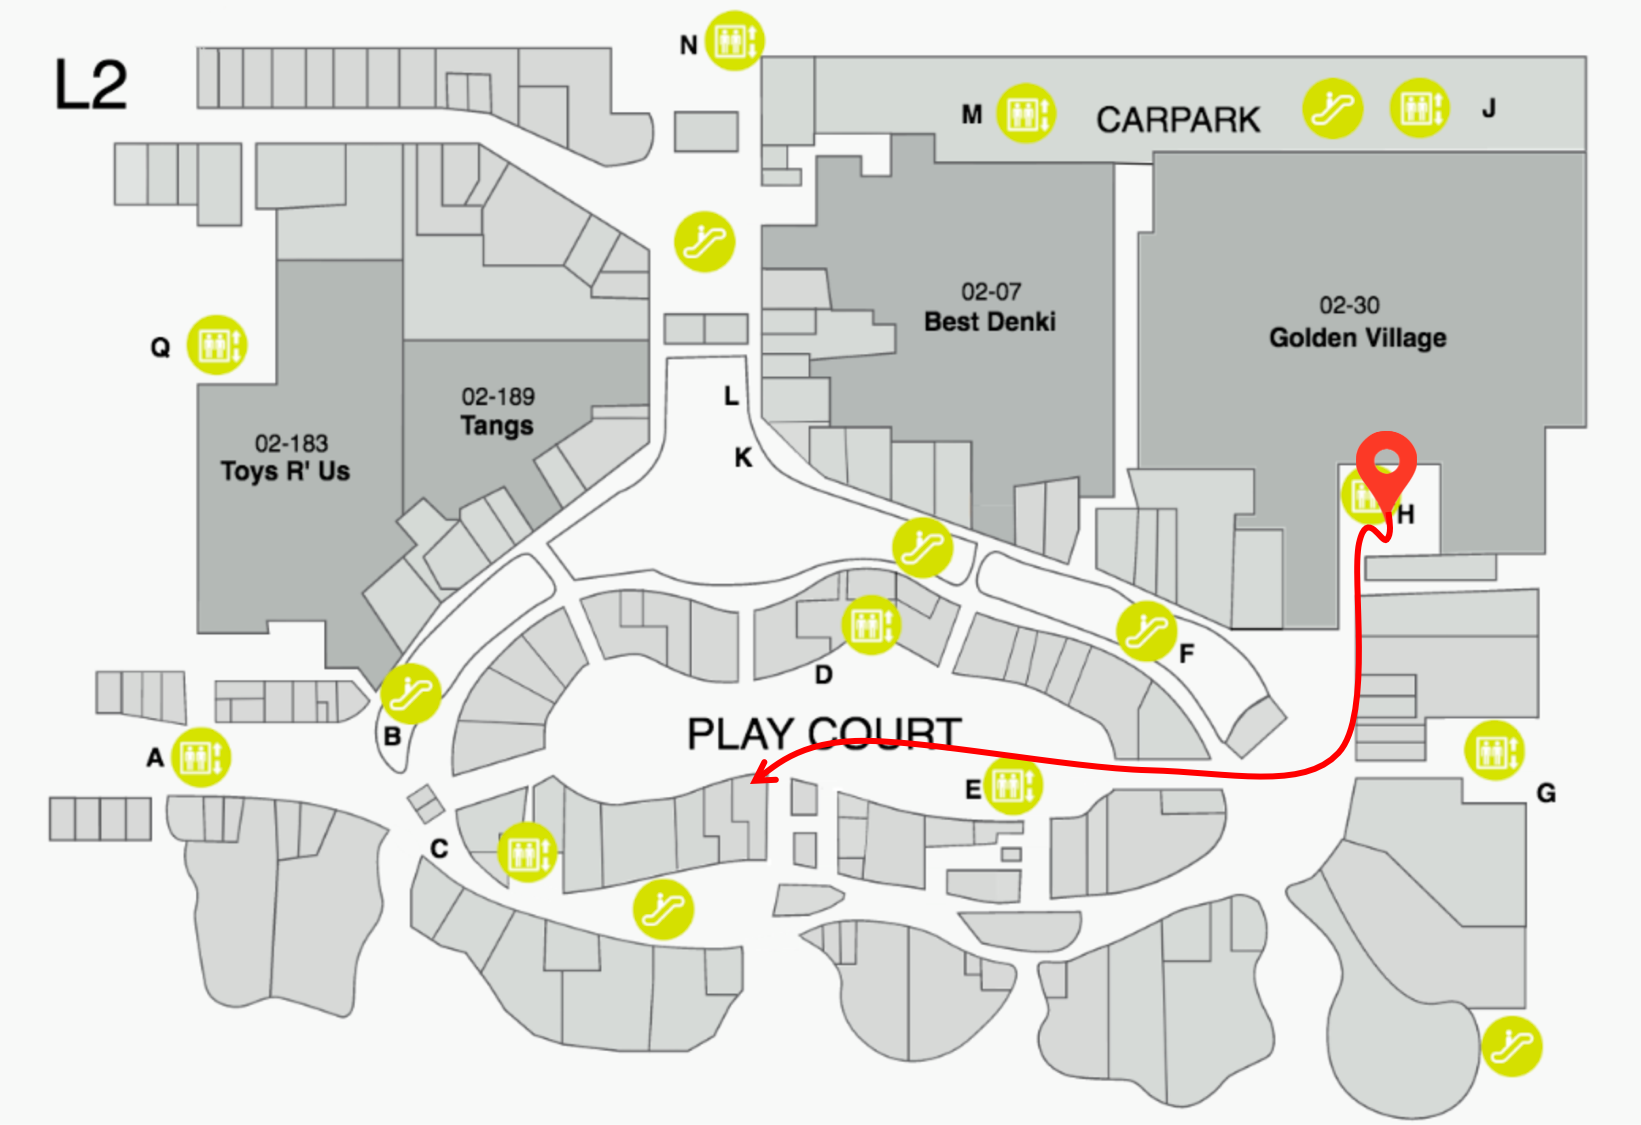 L2
N
M
CARPARK
J
02-07
Best Denki
02-30
Golden Village
Q
L
02-189
Tangs
02-183
Toys R' Us
K
H
F
D
PLAY COURT
B
A
E
G
C